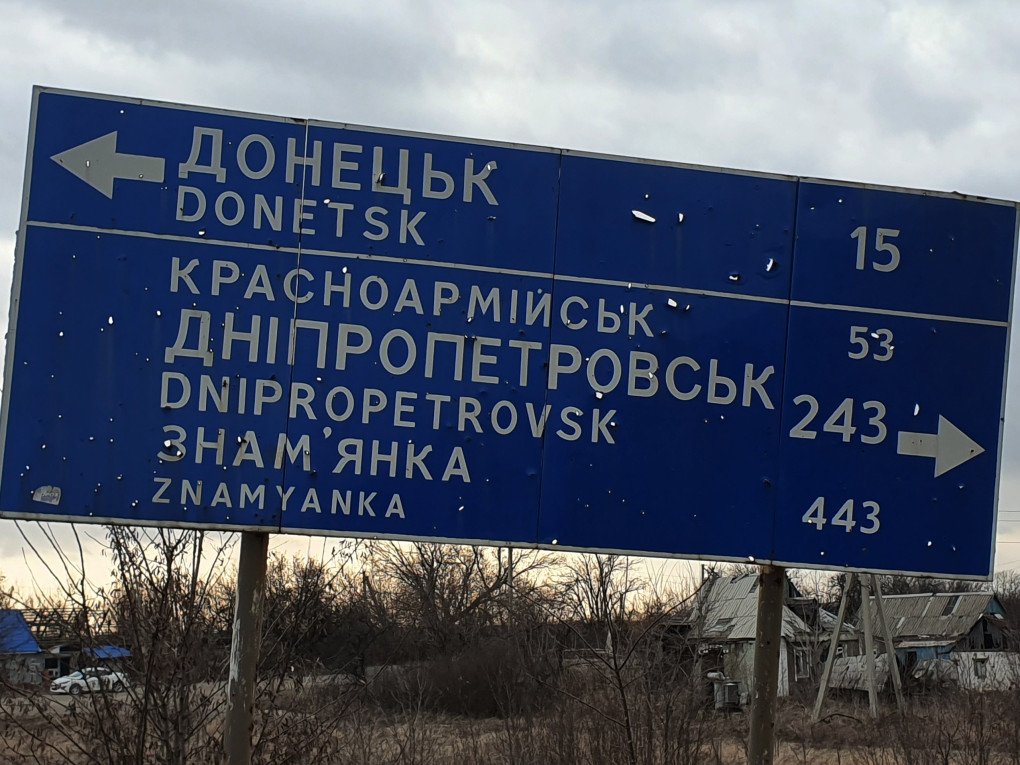 ДОНЕЦЬК 15
DONETSK
КРАСНОАРМІЙСЬК 53
ДНІПРОПЕТРОВСЬК 243
DNIPROPETROVSK
ЗНАМ'ЯНКА 443
ZNAMYANKA